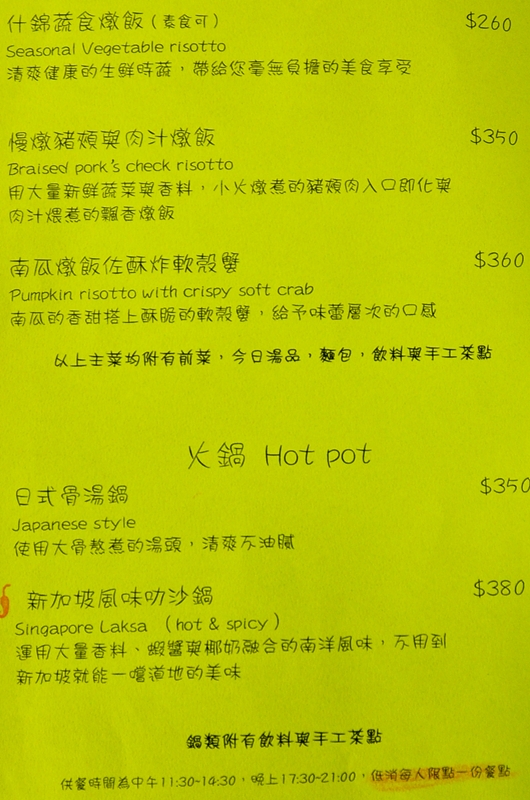 什錦蔬食燉飯(素食可) $260
Seasonal Vegetable risotto
清爽健康的生鮮時蔬,帶給您毫無負擔的美食享受
慢燉豬頰與肉汁燉飯 $350
Braised pork's check risotto
用大量新鮮蔬菜與香料,小火燉煮的豬頰肉入口即化與
肉汁煨煮的飄香燉飯
南瓜燉飯佐酥炸軟殼蟹 $360
Pumpkin risotto with crispy soft crab
南瓜的香甜搭上酥脆的軟殼蟹,給予味蕾層次的口感
以上主菜均附有前菜,今日湯品,麵包,飲料與手工茶點
火鍋 Hot pot
日式骨湯鍋 $350
Japanese style
使用大骨熬煮的湯頭,清爽不油膩
新加坡風味叻沙鍋 $380
Singapore Laksa (hot & spicy)
運用大量香料、蝦醬與椰奶融合的南洋風味,不用到
新加坡就能一嚐道地的美味
鍋類附有飲料與手工茶點
供餐時間為中午11:30~14:30,晚上17:30~21:00,低消每人限點一份餐點